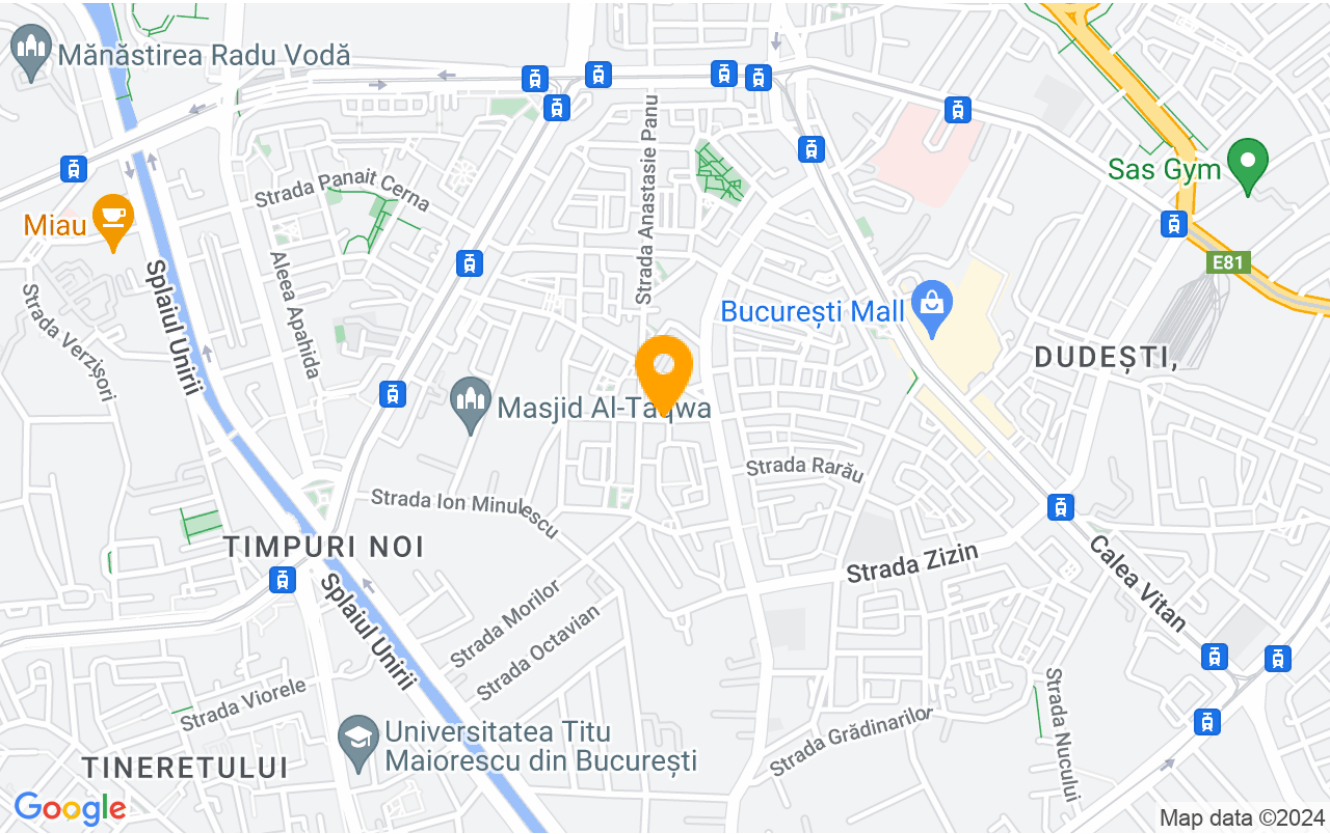 Mănăstirea Radu Vodă
Strada Anastasie Panu
Sas Gym
Strada Panait Cerna
Miau
E81
Aleea Apahida
Splaiul Unirii
București Mall
Strada Verzișori
DUDEȘTI,
Masjid Al-Taqwa
Strada Rarău
Strada Ion Minulescu
TIMPURI NOI
Strada Zizin
Calea Vitan
Splaiul Unirii
Strada Morilor
Strada Octavian
Strada Viorele
Strada Nucului
Strada Grădinarilor
Universitatea Titu
Maiorescu din București
TINERETULUI
Google
Map data ©2024